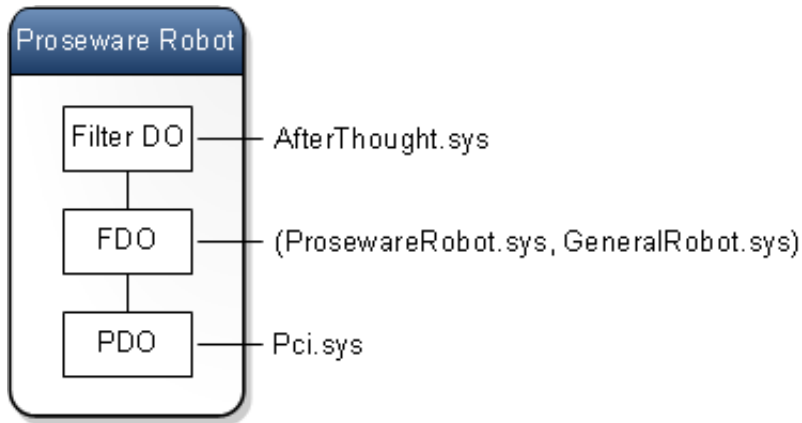 Proseware Robot
Filter DO
AfterThought.sys
FDO
(ProsewareRobot.sys, GeneralRobot.sys)
PDO
Pci.sys